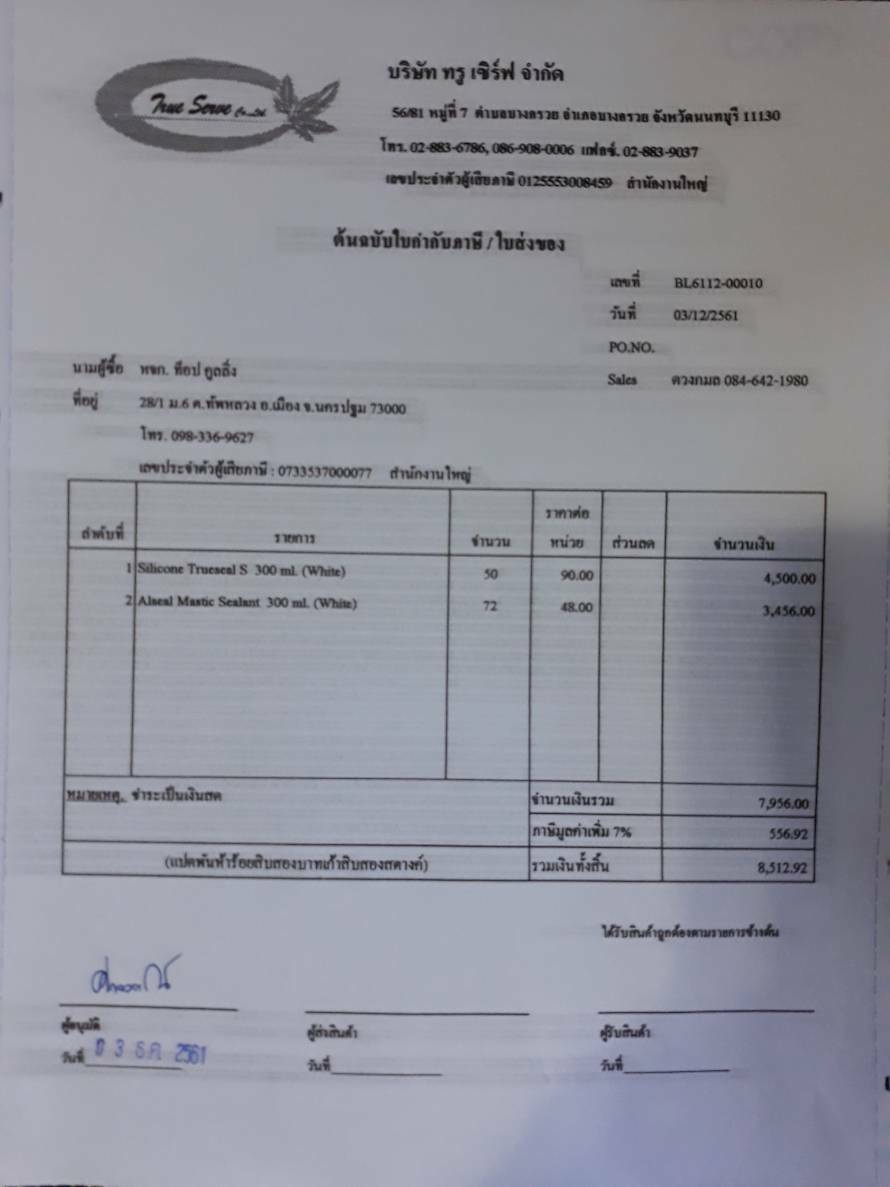 True Serve Co.,Ltd.
บริษัท ทรู เซิร์ฟ จำกัด
56/81 หมู่ที่ 7 ตำบลบางกรวย อำเภอบางกรวย จังหวัดนนทบุรี 11130
โทร. 02-883-6786, 086-908-0006 แฟกซ์. 02-883-9037
เลขประจำตัวผู้เสียภาษี 0125553008459 สำนักงานใหญ่
ต้นฉบับใบกำกับภาษี / ใบส่งของ
เลขที่ BL6112-00010
วันที่ 03/12/2561
PO.NO.
นามผู้ซื้อ หจก. ท็อป คูลลิ่ง
Sales ดวงกมล 084-642-1980
ที่อยู่ 28/1 ม.6 ต.ทัพหลวง อ.เมือง จ.นครปฐม 73000
โทร. 098-336-9627
เลขประจำตัวผู้เสียภาษี : 0733537000077 สำนักงานใหญ่
ลำดับที่ รายการ จำนวน ราคาต่อหน่วย ส่วนลด จำนวนเงิน
1 Silicone Trueseal S 300 ml. (White) 50 90.00 4,500.00
2 Alseal Mastic Sealant 300 ml. (White) 72 48.00 3,456.00
หมายเหตุ. ชำระเป็นเงินสด จำนวนเงินรวม 7,956.00
ภาษีมูลค่าเพิ่ม 7% 556.92
(แปดพันห้าร้อยสิบสองบาทเก้าสิบสองสตางค์) รวมเงินทั้งสิ้น 8,512.92
ได้รับสินค้าถูกต้องตามรายการข้างต้น
ผู้อนุมัติ ผู้ส่งสินค้า ผู้รับสินค้า
วันที่ 03 ธ.ค. 2561 วันที่ วันที่